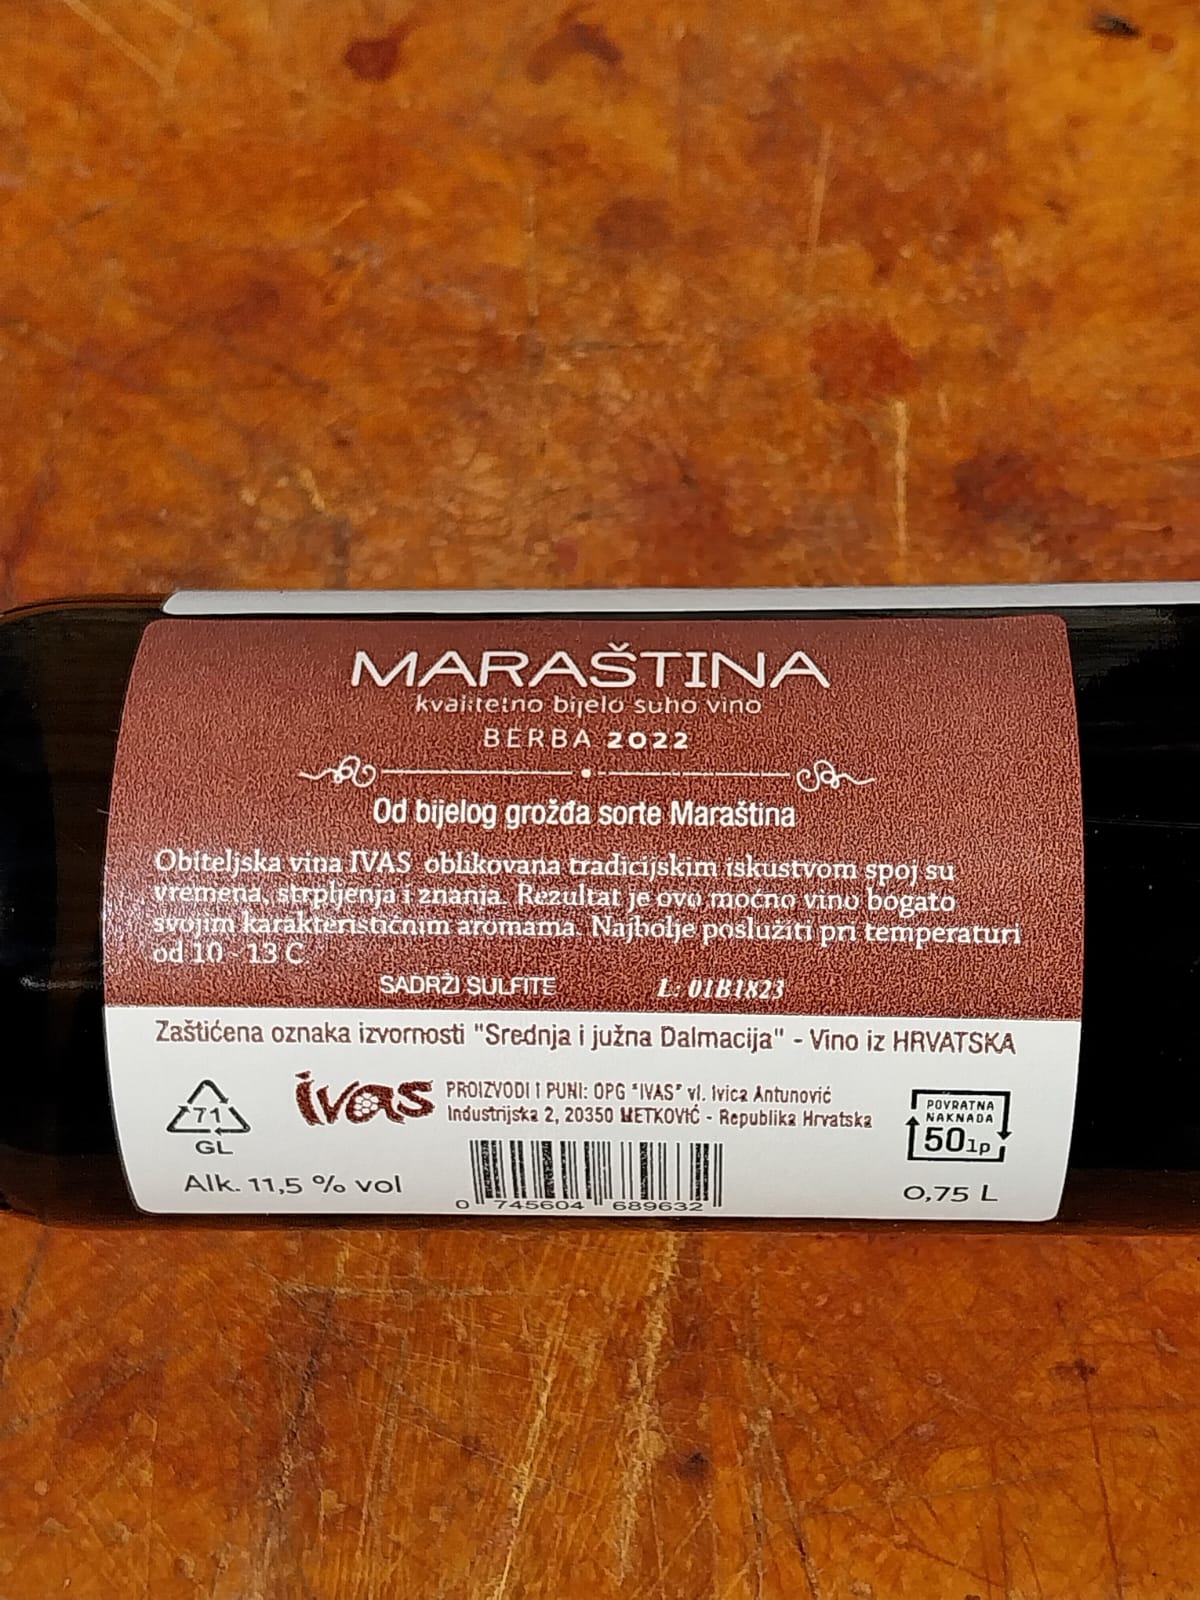 MARAŠTINA
kvalitetno bijelo suho vino
BERBA 2022
Od bijelog grožđa sorte Maraština
Obiteljska vina IVAS oblikovana tradicijskim iskustvom spoj su
vremena, strpljenja i znanja. Rezultat je ovo moćno vino bogato
svojim karakterističnim aromama. Najbolje poslužiti pri temperaturi
od 10 - 13 C.
SADRŽI SULFITE L: 01B1823
Zaštićena oznaka izvornosti "Srednja i južna Dalmacija" - Vino iz HRVATSKA
71
GL
ivas
PROIZVODI I PUNI: OPG "IVAS" vl. Ivica Antunović
Industrijska 2, 20350 METKOVIĆ - Republika Hrvatska
POVRATNA
NAKNADA
50lp
Alk. 11,5 % vol
0 745604 689632
0,75 L